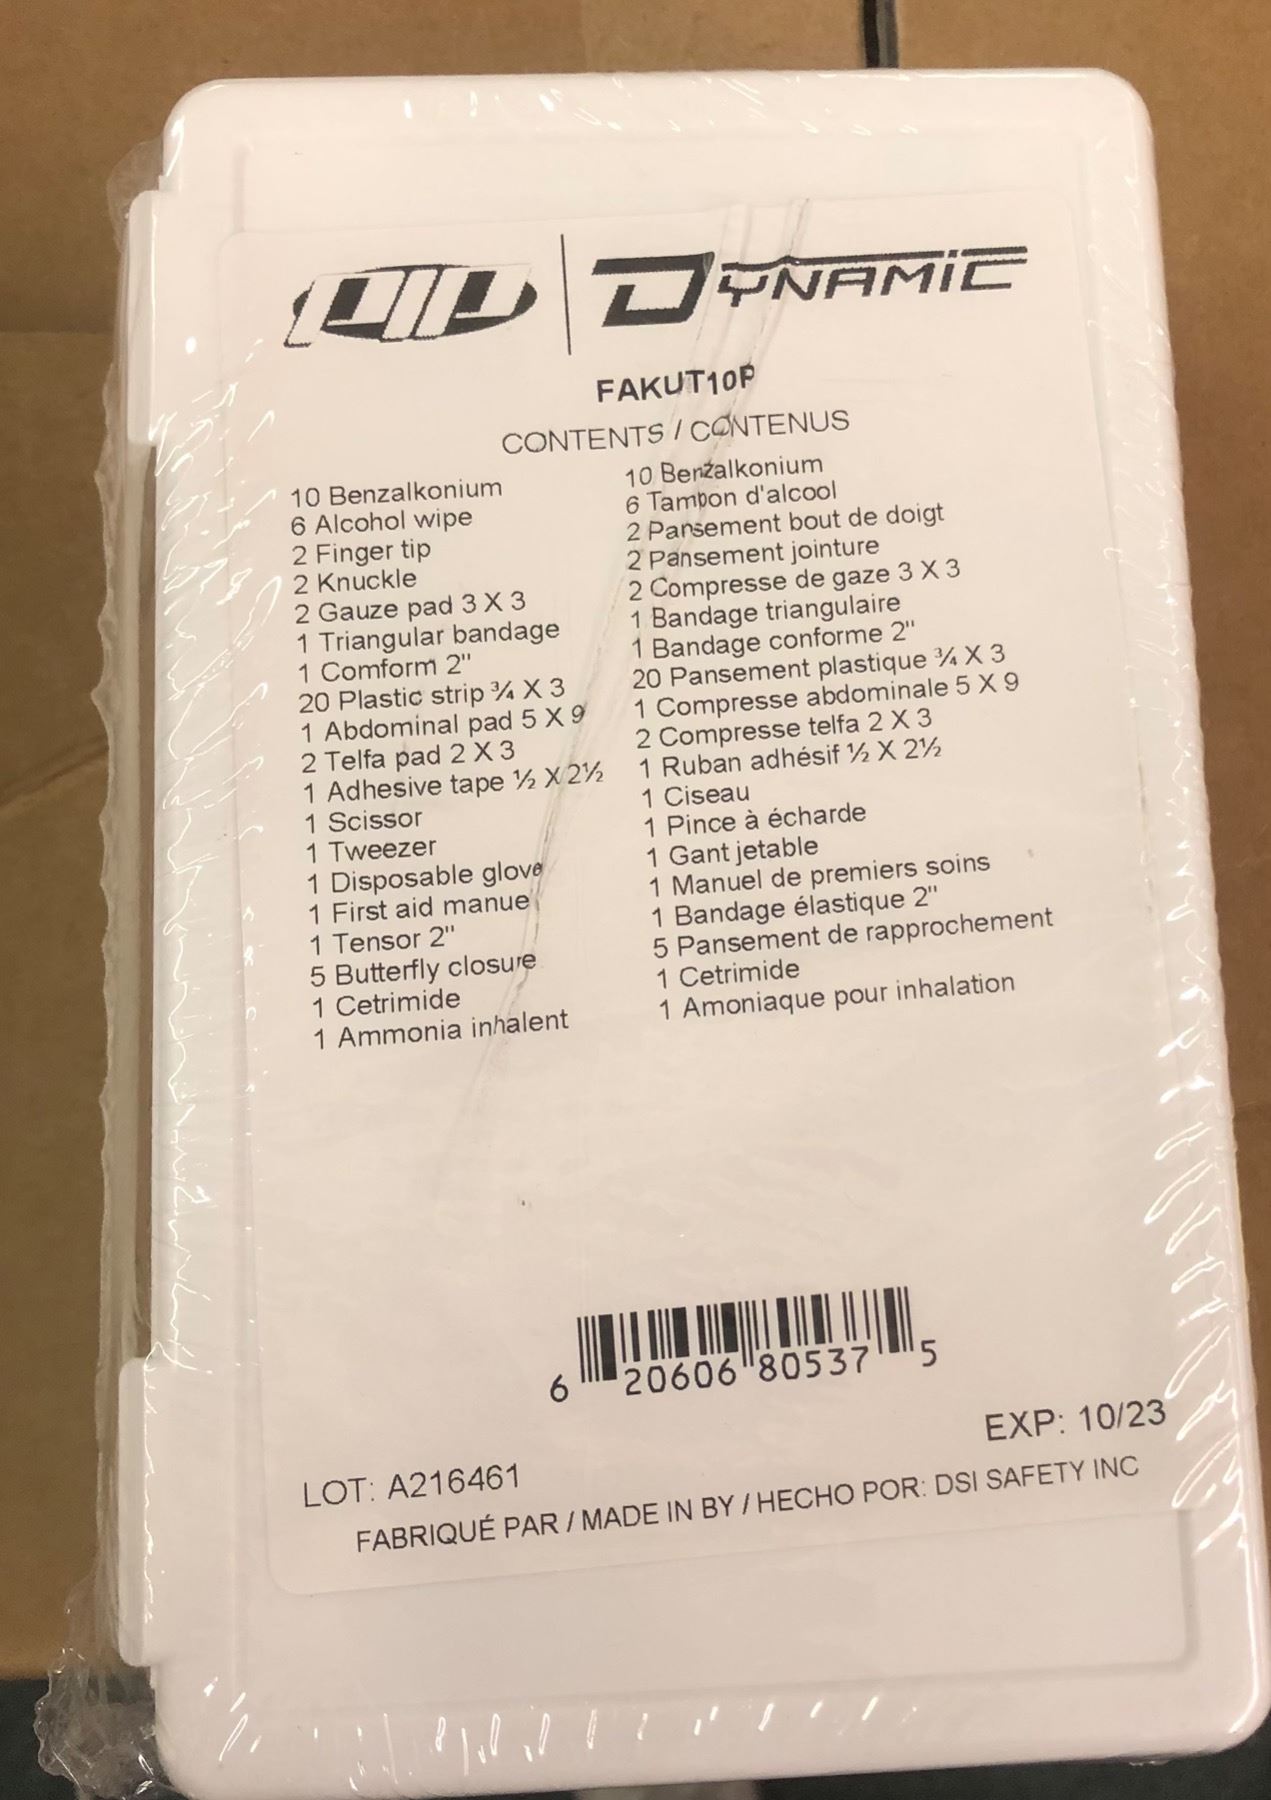 PIP DYNAMIC
FAKUT10P
CONTENTS / CONTENUS
10 Benzalkonium
6 Alcohol wipe
2 Finger tip
2 Knuckle
2 Gauze pad 3 X 3
1 Triangular bandage
1 Comform 2"
20 Plastic strip ¾ X 3
1 Abdominal pad 5 X 9
2 Telfa pad 2 X 3
1 Adhesive tape ½ X 2½
1 Scissor
1 Tweezer
1 Disposable glove
1 First aid manuel
1 Tensor 2"
5 Butterfly closure
1 Cetrimide
1 Ammonia inhalent
10 Benzalkonium
6 Tampon d'alcool
2 Pansement bout de doigt
2 Pansement jointure
2 Compresse de gaze 3 X 3
1 Bandage triangulaire
1 Bandage conforme 2"
20 Pansement plastique ¾ X 3
1 Compresse abdominale 5 X 9
2 Compresse telfa 2 X 3
1 Ruban adhésif ½ X 2½
1 Ciseau
1 Pince à écharde
1 Gant jetable
1 Manuel de premiers soins
1 Bandage élastique 2"
5 Pansement de rapprochement
1 Cetrimide
1 Amoniaque pour inhalation
6 20606 80537 5
EXP: 10/23
LOT: A216461
FABRIQUÉ PAR / MADE IN BY / HECHO POR: DSI SAFETY INC